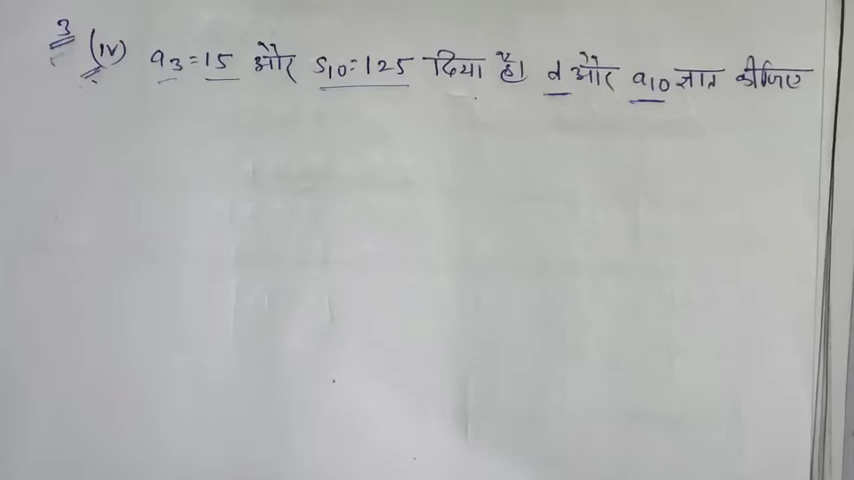 3 (iv) a3=15 और S10=125 दिया है। d और a10 ज्ञात कीजिए